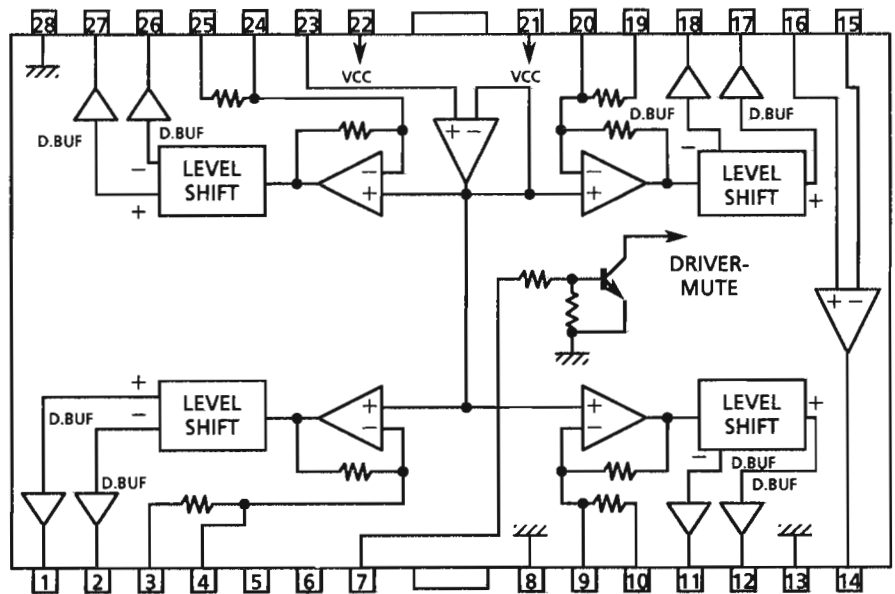 28 27 26 25 24 23 22 21 20 19 18 17 16 15
VCC VCC
D.BUF D.BUF D.BUF D.BUF
+ −
LEVEL
SHIFT
−
+
−
+
−
+
LEVEL
SHIFT
−
+
DRIVER-
MUTE
+ −
+
−
LEVEL
SHIFT
D.BUF
D.BUF
+
−
+
−
LEVEL
SHIFT
+
−
D.BUF
D.BUF
1 2 3 4 5 6 7 8 9 10 11 12 13 14